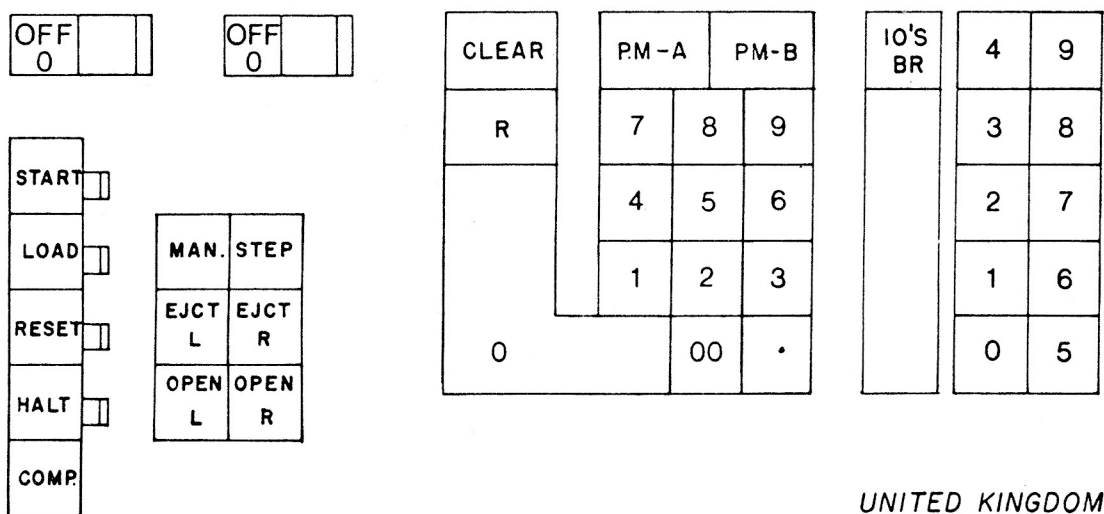 OFF
0
OFF
0
START
LOAD
RESET
HALT
COMP.
MAN. STEP
EJCT EJCT
L R
OPEN OPEN
L R
CLEAR
R
0
P.M-A PM-B
7 8 9
4 5 6
1 2 3
00 .
10'S
BR
4 9
3 8
2 7
1 6
0 5
UNITED KINGDOM